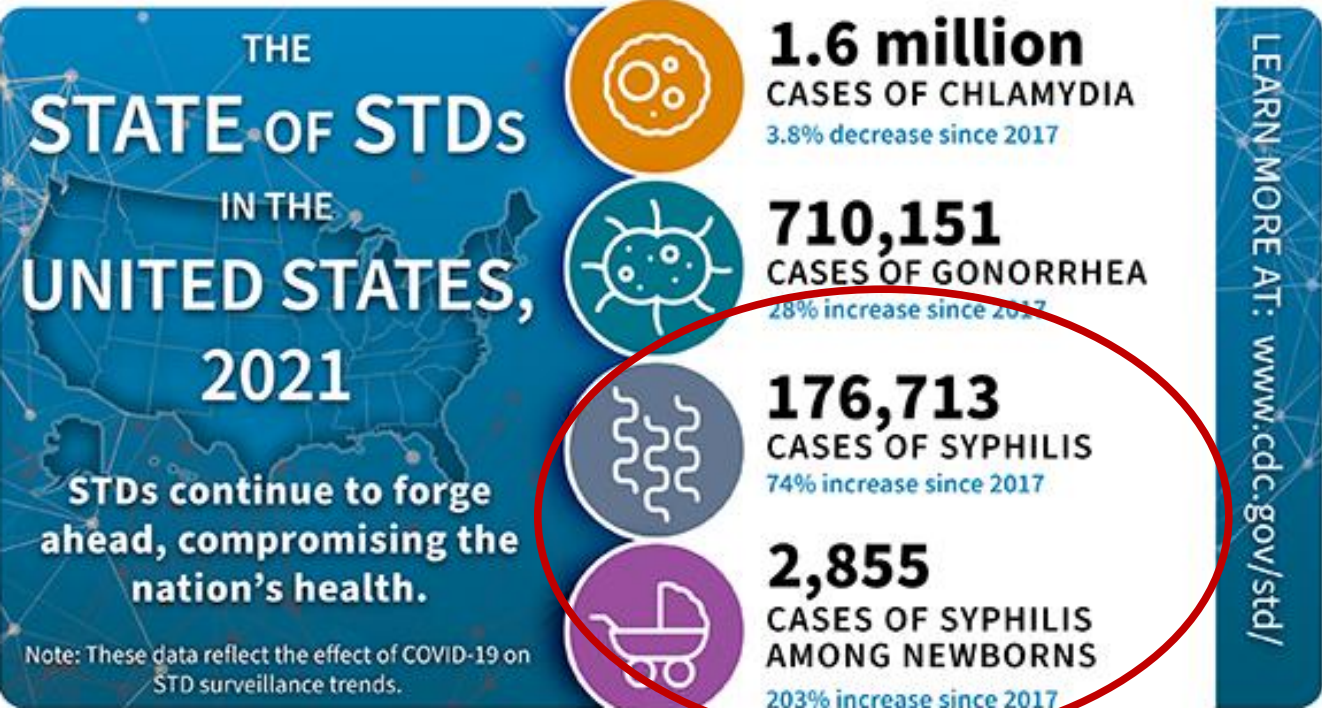 THE
STATE OF STDs
IN THE
UNITED STATES,
2021
STDs continue to forge
ahead, compromising the
nation's health.
Note: These data reflect the effect of COVID-19 on
STD surveillance trends.
1.6 million
CASES OF CHLAMYDIA
3.8% decrease since 2017
710,151
CASES OF GONORRHEA
28% increase since 2017
176,713
CASES OF SYPHILIS
74% increase since 2017
2,855
CASES OF SYPHILIS
AMONG NEWBORNS
203% increase since 2017
LEARN MORE AT: www.cdc.gov/std/